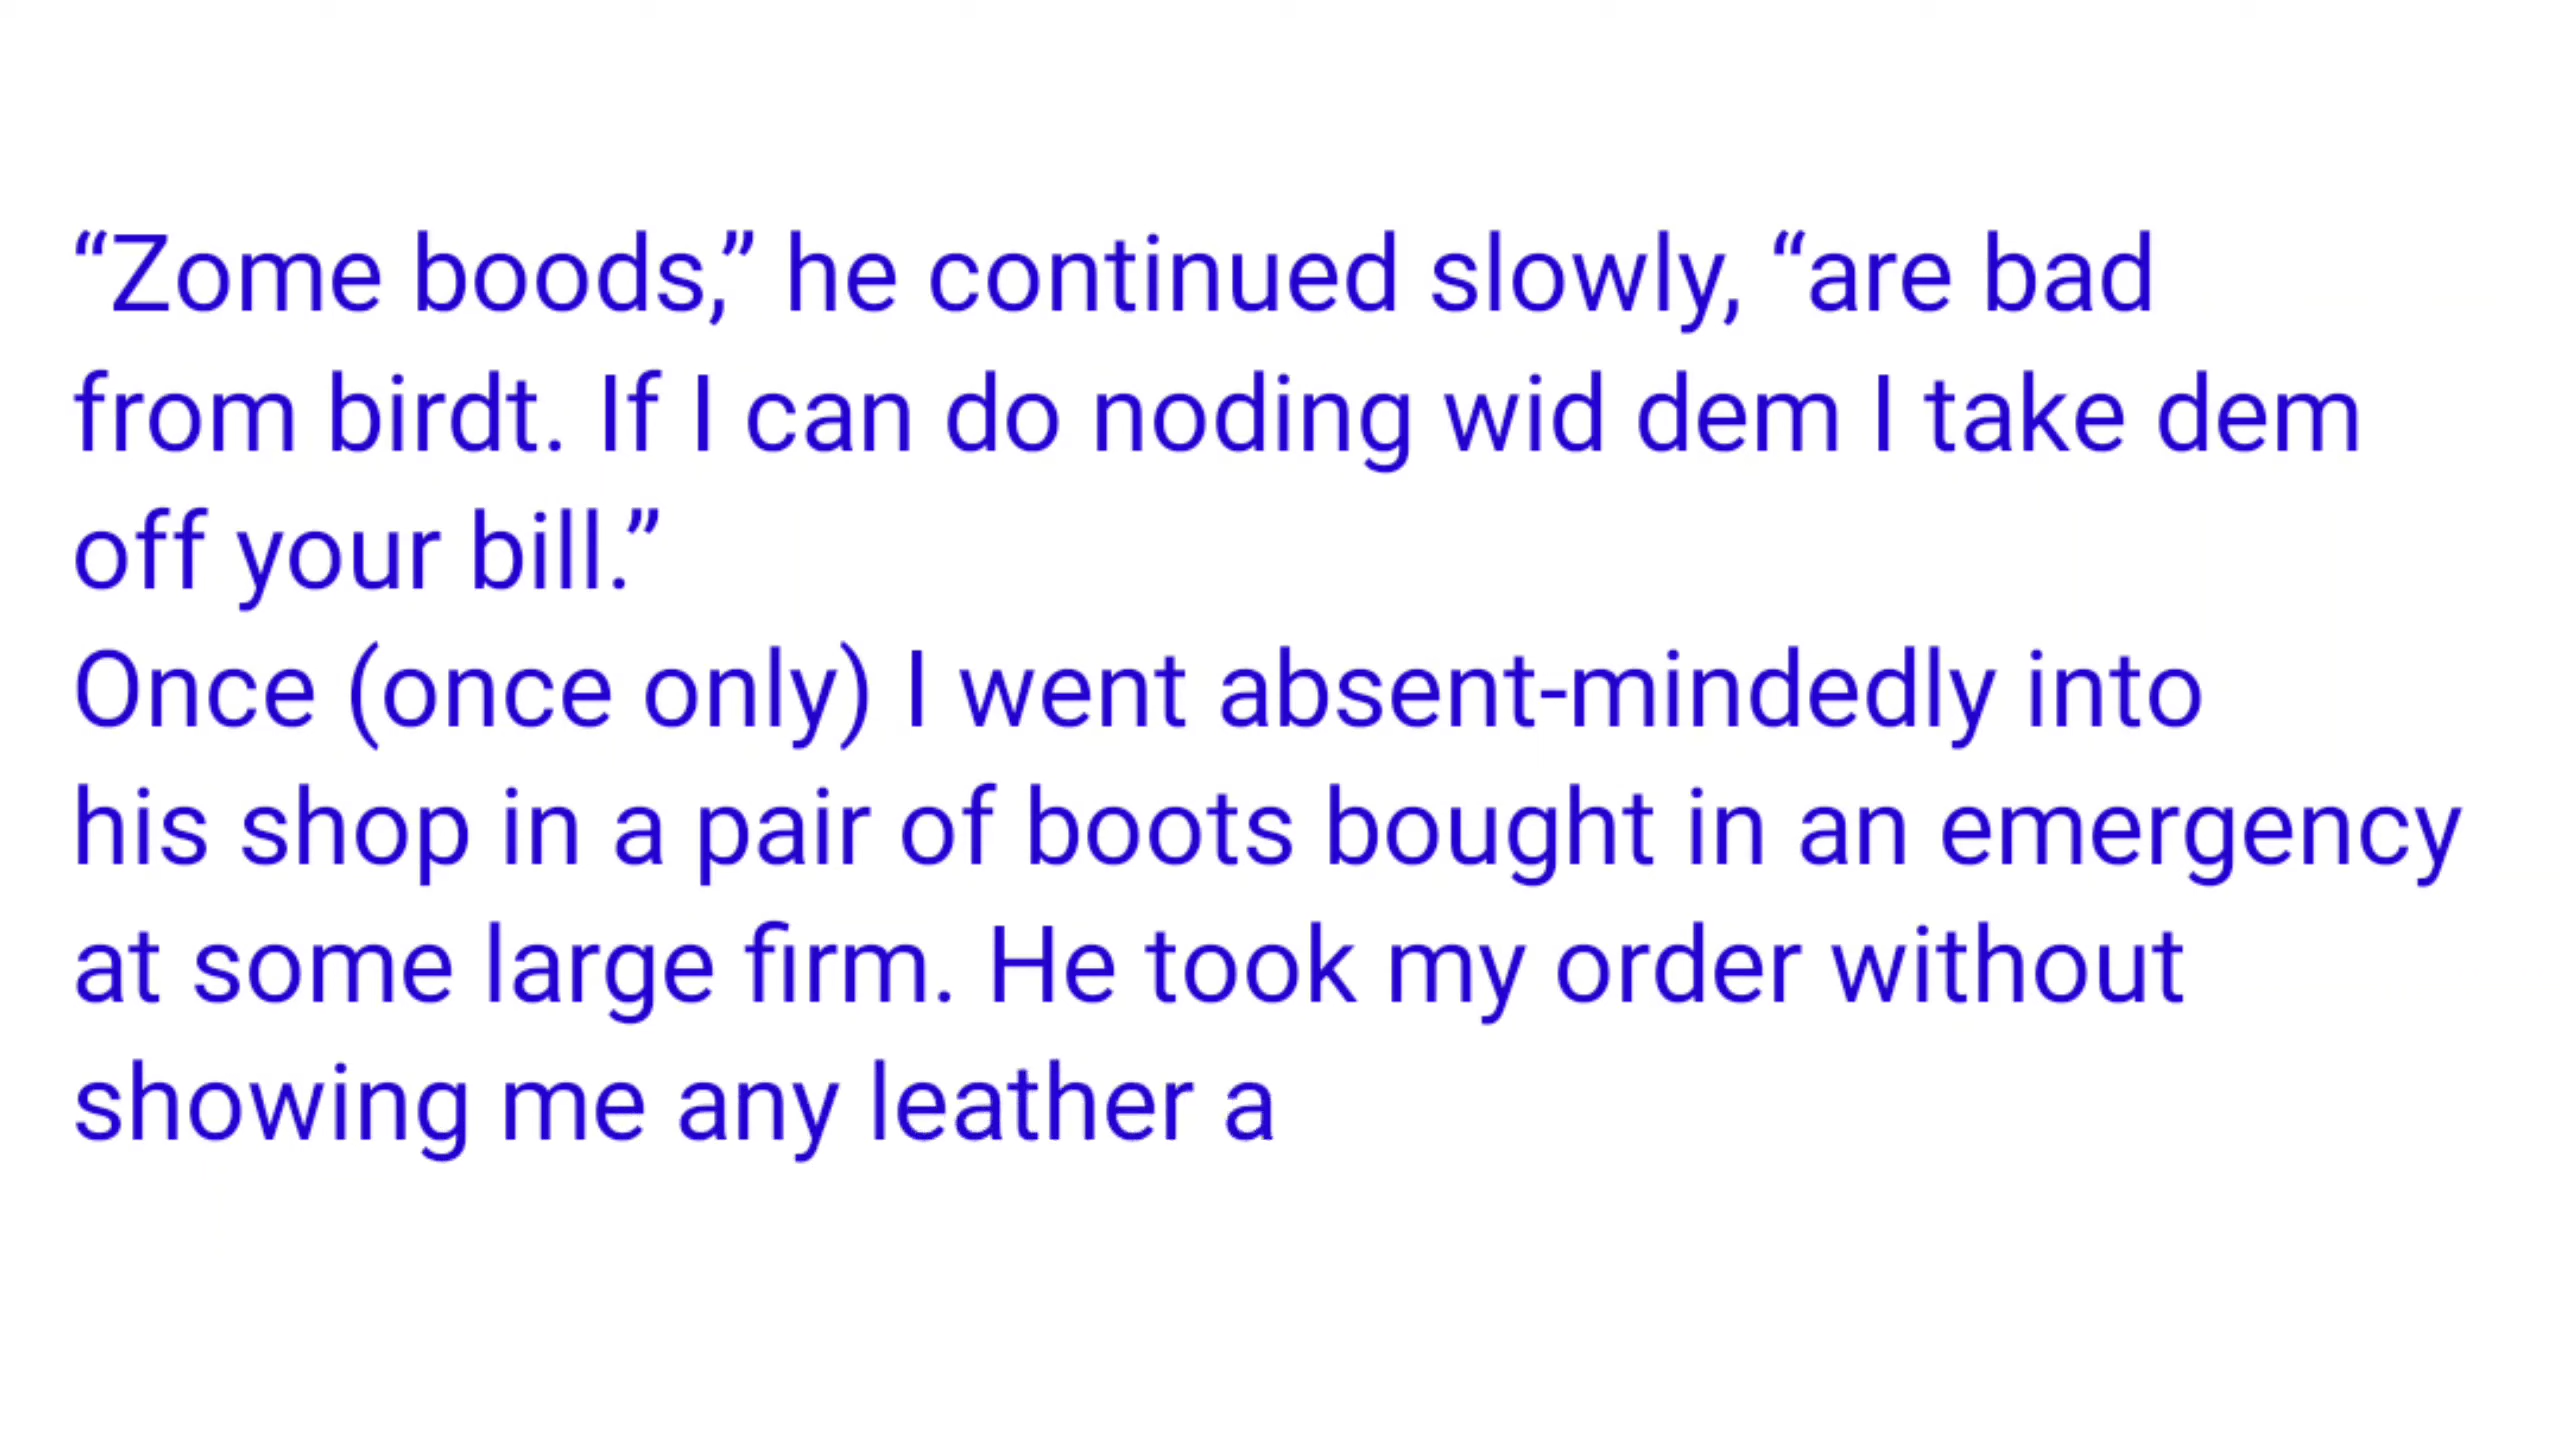 “Zome boods,” he continued slowly, “are bad
from birdt. If I can do noding wid dem I take dem
off your bill.”
Once (once only) I went absent-mindedly into
his shop in a pair of boots bought in an emergency
at some large firm. He took my order without
showing me any leather a